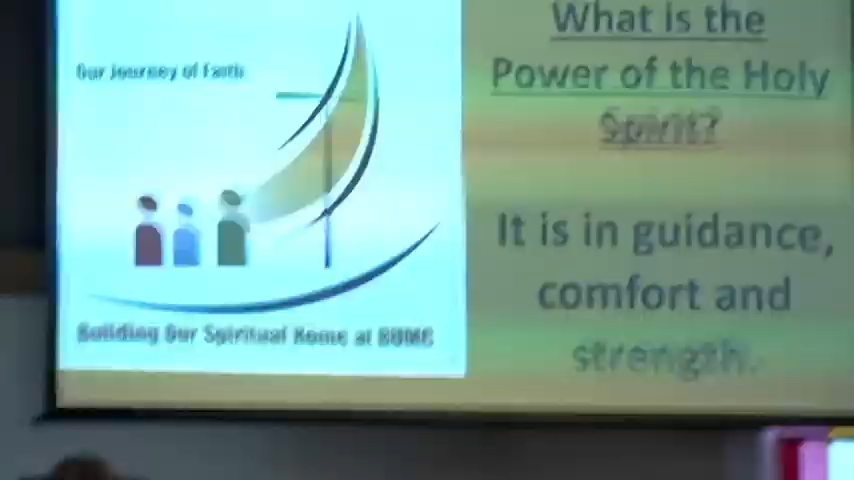 Our Journey of Faith
Building Our Spiritual Home at
What is the
Power of the Holy
Spirit?
It is in guidance,
comfort and
strength.